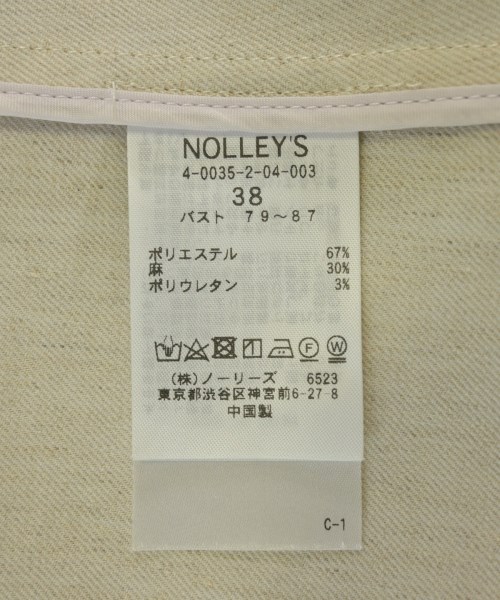 NOLLEY'S
4-0035-2-04-003
38
バスト 79～87
ポリエステル 67%
麻 30%
ポリウレタン 3%
F W
(株)ノーリーズ 6523
東京都渋谷区神宮前6-27-8
中国製
C-1